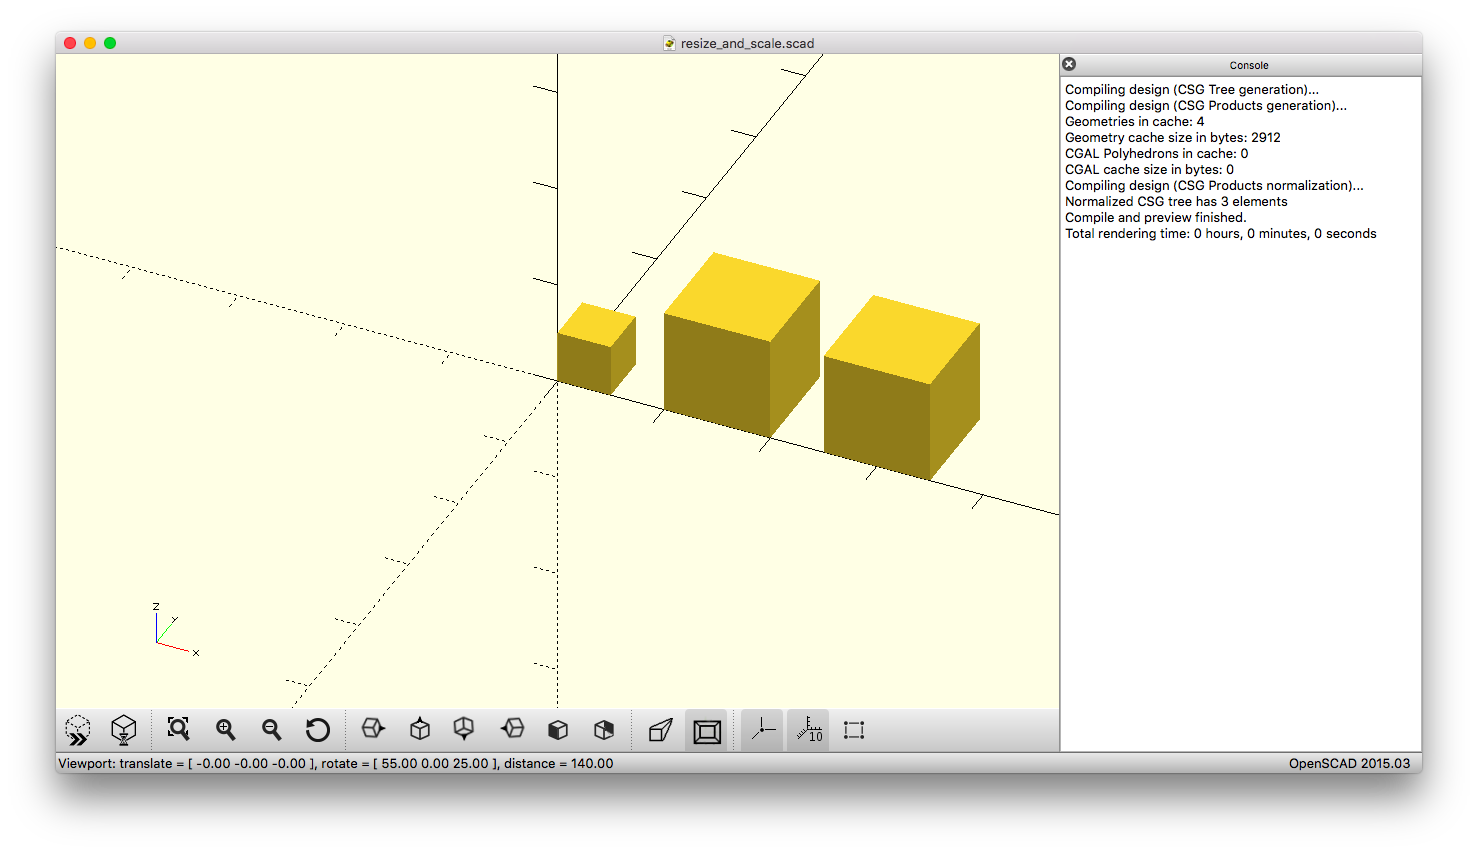 resize_and_scale.scad
Console
Compiling design (CSG Tree generation)...
Compiling design (CSG Products generation)...
Geometries in cache: 4
Geometry cache size in bytes: 2912
CGAL Polyhedrons in cache: 0
CGAL cache size in bytes: 0
Compiling design (CSG Products normalization)...
Normalized CSG tree has 3 elements
Compile and preview finished.
Total rendering time: 0 hours, 0 minutes, 0 seconds
Z
Y
X
10
Viewport: translate = [ -0.00 -0.00 -0.00 ], rotate = [ 55.00 0.00 25.00 ], distance = 140.00
OpenSCAD 2015.03